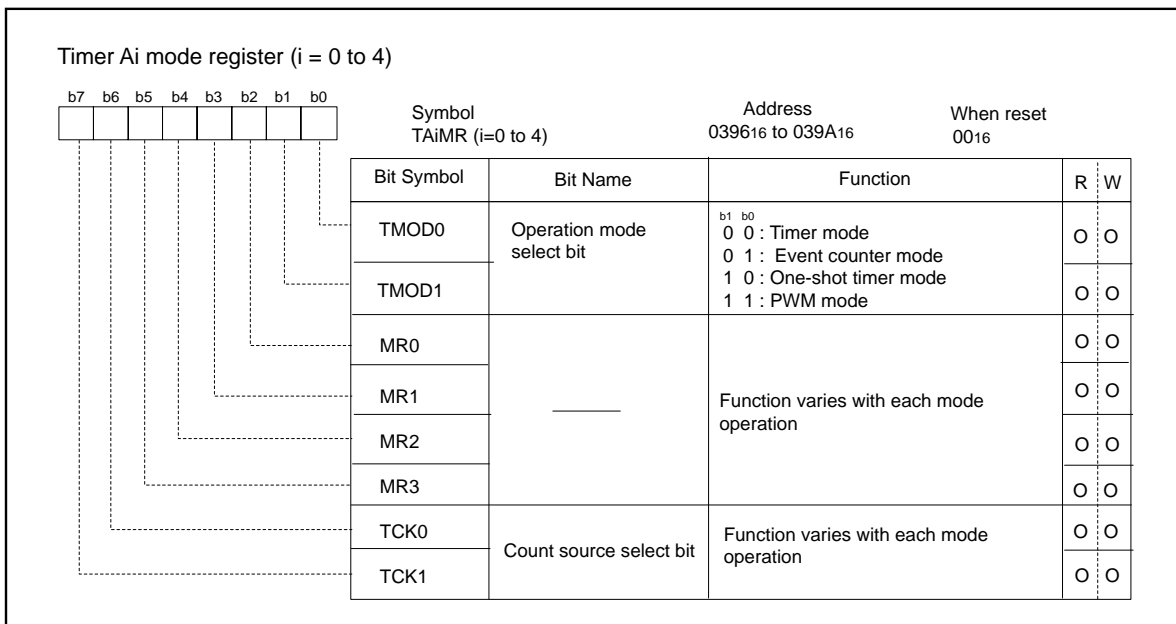 Timer Ai mode register (i = 0 to 4)
b7 b6 b5 b4 b3 b2 b1 b0
Symbol Address When reset
TAiMR (i=0 to 4) 039616 to 039A16 0016
Bit Symbol Bit Name Function R W
b1 b0
TMOD0 Operation mode 0 0 : Timer mode O O
select bit 0 1 : Event counter mode
1 0 : One-shot timer mode
TMOD1 1 1 : PWM mode O O
MR0 O O
MR1 Function varies with each mode O O
operation
MR2 O O
MR3 O O
TCK0 Function varies with each mode O O
Count source select bit operation
TCK1 O O